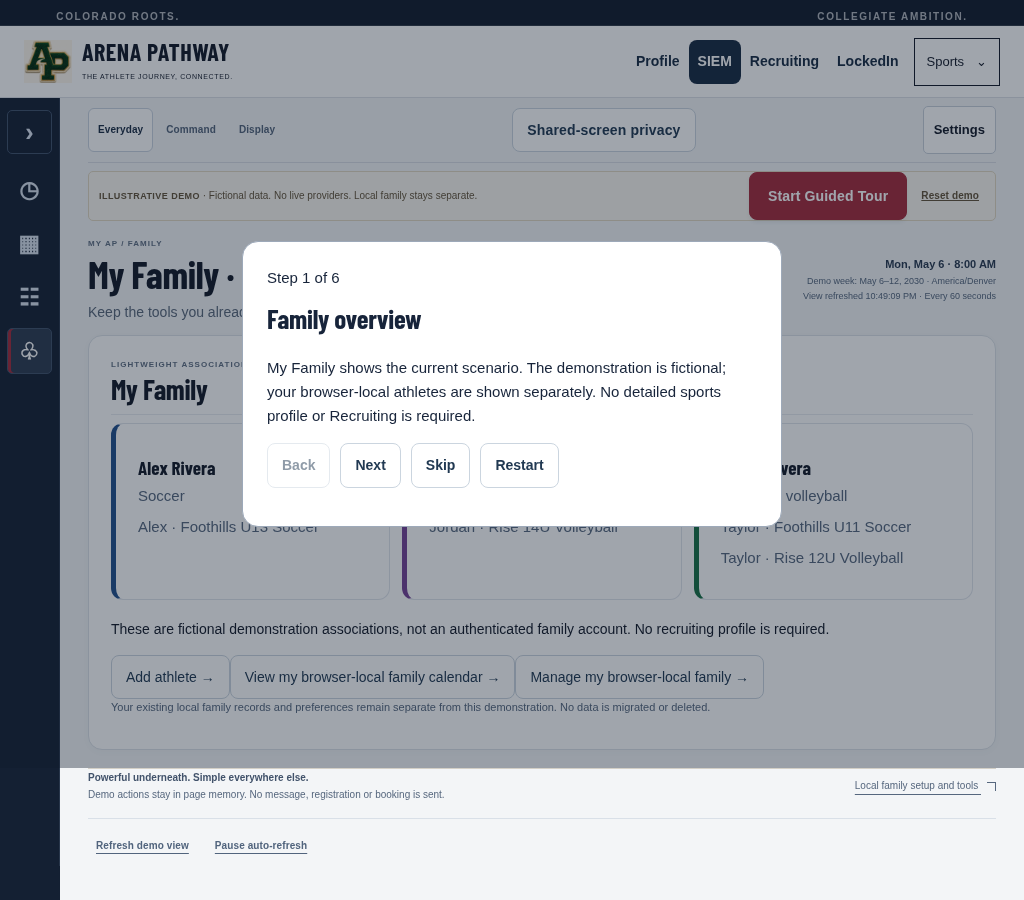 COLORADO ROOTS.
COLLEGIATE AMBITION.
AP
ARENA PATHWAY
THE ATHLETE JOURNEY, CONNECTED.
Profile SIEM Recruiting LockedIn Sports
Everyday Command Display
Shared-screen privacy
Settings
ILLUSTRATIVE DEMO · Fictional data. No live providers. Local family stays separate.
Start Guided Tour
Reset demo
MY AP / FAMILY
My Family ·
Mon, May 6 · 8:00 AM
Demo week: May 6–12, 2030 · America/Denver
View refreshed 10:49:09 PM · Every 60 seconds
Keep the tools you
Step 1 of 6
Family overview
My Family shows the current scenario. The demonstration is fictional;
your browser-local athletes are shown separately. No detailed sports
profile or Recruiting is required.
Back Next Skip Restart
LIGHTWEIGHT
My Family
Alex Rivera
Soccer
Alex · Foothills U13 Soccer
Jordan · Rise 14U Volleyball
volleyball
Taylor · Foothills U11 Soccer
Taylor · Rise 12U Volleyball
These are fictional demonstration associations, not an authenticated family account. No recruiting profile is required.
Add athlete →
View my browser-local family calendar →
Manage my browser-local family →
Your existing local family records and preferences remain separate from this demonstration. No data is migrated or deleted.
Powerful underneath. Simple everywhere else.
Demo actions stay in page memory. No message, registration or booking is sent.
Local family setup and tools
Refresh demo view
Pause auto-refresh